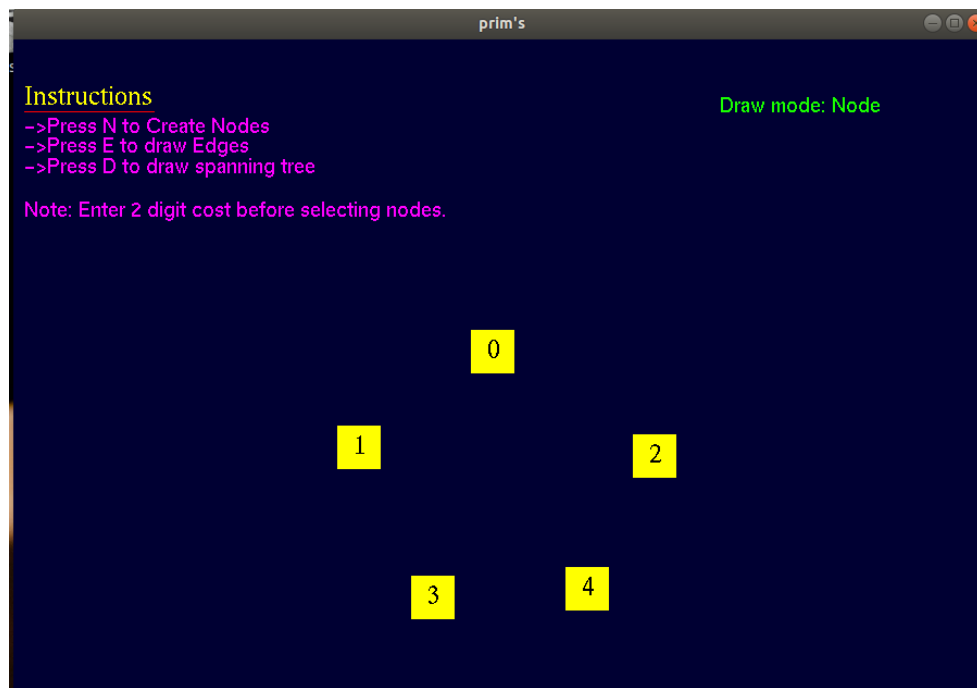 prim's
Instructions
Draw mode: Node
->Press N to Create Nodes
->Press E to draw Edges
->Press D to draw spanning tree
Note: Enter 2 digit cost before selecting nodes.
0
1
2
3
4